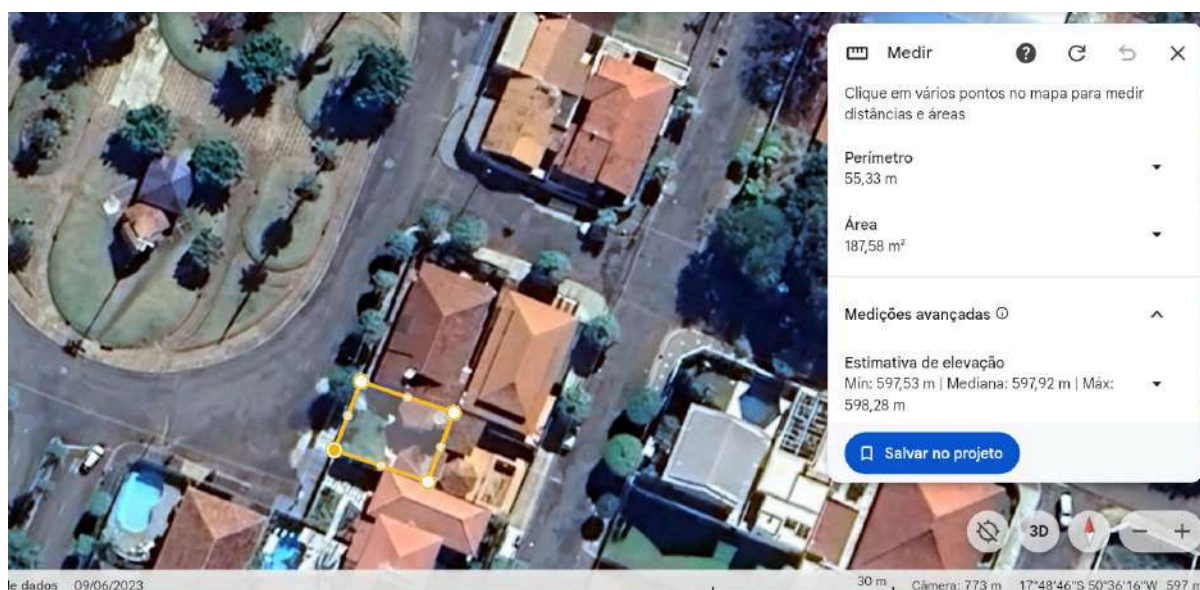 Medir
Clique em vários pontos no mapa para medir
distâncias e áreas
Perímetro
55,33 m
Área
187,58 m²
Medições avançadas
Estimativa de elevação
Mín: 597,53 m | Mediana: 597,92 m | Máx:
598,28 m
Salvar no projeto
3D
le dados 09/06/2023
30 m
Câmera: 773 m 17°48'46"S 50°36'16"W 597 m